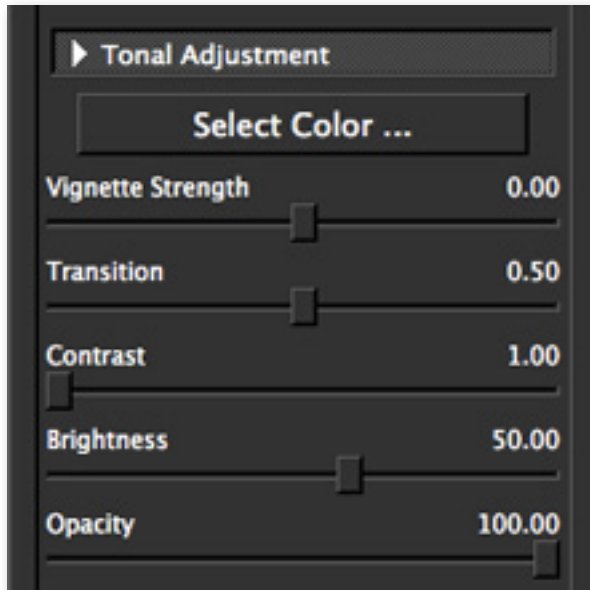 Tonal Adjustment
Select Color ...
Vignette Strength 0.00
Transition 0.50
Contrast 1.00
Brightness 50.00
Opacity 100.00